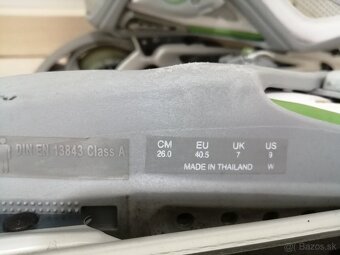 DIN EN 13843 Class A
CM EU UK US
26.0 40.5 7 9
MADE IN THAILAND W
Bazos.sk